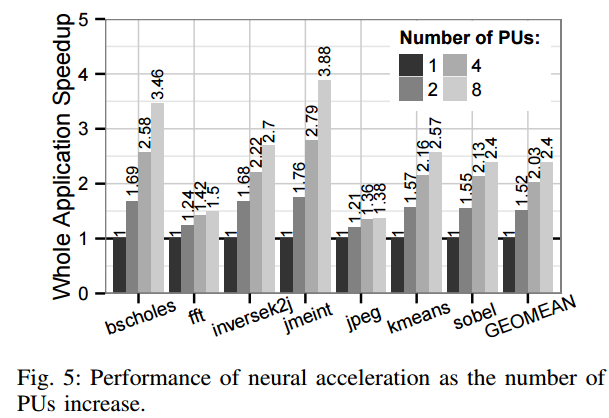 5
4
3
2
1
0
Whole Application Speedup
Number of PUs:
1 4
2 8
1 1.69 2.58 3.46
1 1.24 1.42 1.5
1 1.68 2.22 2.7
1 1.76 2.79 3.88
1 1.21 1.36 1.38
1 1.57 2.16 2.57
1 1.55 2.13 2.4
1 1.52 2.03 2.4
bscholes fft inversek2j jmeint jpeg kmeans sobel GEOMEAN
Fig. 5: Performance of neural acceleration as the number of
PUs increase.